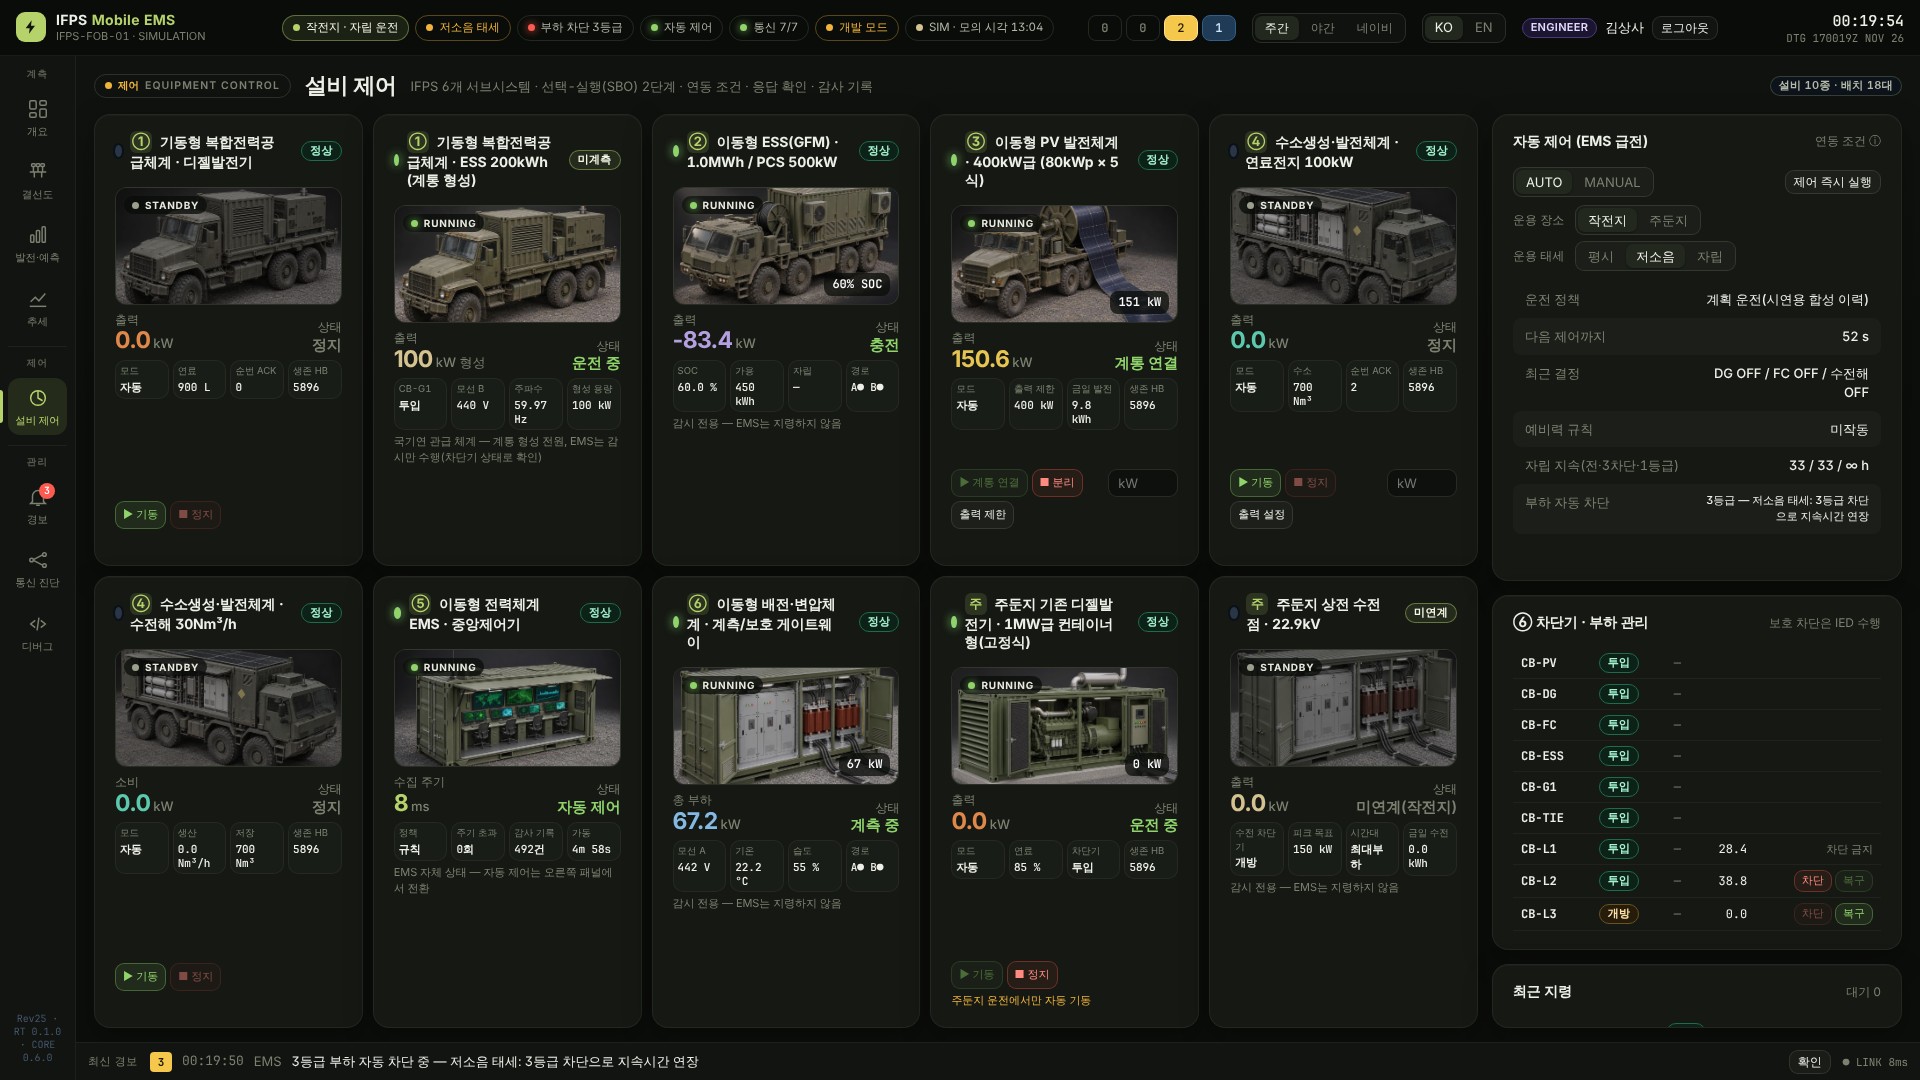 IFPS Mobile EMS
IFPS-FOB-01 · SIMULATION
작전지 · 자립 운전
저소음 태세
부하 차단 3등급
자동 제어
통신 7/7
개발 모드
SIM · 모의 시각 13:04
0 0 2 1
주간 야간 네이비
KO EN
ENGINEER 김상사 로그아웃
00:19:54
DTG 170019Z NOV 26
계측
개요
결선도
발전·예측
추세
제어
설비 제어
관리
3
경보
통신 진단
디버그
Rev25 ·
RT 0.1.0
· CORE
0.6.0
제어 EQUIPMENT CONTROL
설비 제어
IFPS 6개 서브시스템 · 선택-실행(SBO) 2단계 · 연동 조건 · 응답 확인 · 감사 기록
설비 10종 · 배치 18대
① 기동형 복합전력공
급체계 · 디젤발전기
정상
STANDBY
출력
0.0 kW
상태
정지
모드 연료 순번 ACK 생존 HB
자동 900 L 0 5896
▶ 기동 ■ 정지
① 기동형 복합전력공
급체계 · ESS 200kWh
(계통 형성)
미계측
RUNNING
출력
100 kW 형성
상태
운전 중
CB-G1 모선 B 주파수 형성 용량
투입 440 V 59.97 Hz 100 kW
국기연 관급 체계 — 계통 형성 전원, EMS는 감
시만 수행(차단기 상태로 확인)
② 이동형 ESS(GFM) ·
1.0MWh / PCS 500kW
정상
RUNNING
60% SOC
출력
-83.4 kW
상태
충전
SOC 가용 자립 경로
60.0 % 450 kWh — A● B●
감시 전용 — EMS는 지령하지 않음
③ 이동형 PV 발전체계
· 400kW급 (80kWp × 5
식)
정상
RUNNING
151 kW
출력
150.6 kW
상태
계통 연결
모드 출력 제한 금일 발전 생존 HB
자동 400 kW 9.8 kWh 5896
▶ 계통 연결 ■ 분리 kW
출력 제한
④ 수소생성·발전체계 ·
연료전지 100kW
정상
STANDBY
출력
0.0 kW
상태
정지
모드 수소 순번 ACK 생존 HB
자동 700 Nm³ 2 5896
▶ 기동 ■ 정지 kW
출력 설정
④ 수소생성·발전체계 ·
수전해 30Nm³/h
정상
STANDBY
소비
0.0 kW
상태
정지
모드 생산 저장 생존 HB
자동 0.0 Nm³/h 700 Nm³ 5896
▶ 기동 ■ 정지
⑤ 이동형 전력체계
EMS · 중앙제어기
정상
RUNNING
수집 주기
8 ms
상태
자동 제어
정책 주기 초과 감사 기록 가동
규칙 0회 492건 4m 58s
EMS 자체 상태 — 자동 제어는 오른쪽 패널에
서 전환
⑥ 이동형 배전·변압체
계 · 계측/보호 게이트웨
이
정상
RUNNING
67 kW
총 부하
67.2 kW
상태
계측 중
모선 A 기온 습도 경로
442 V 22.2 °C 55 % A● B●
감시 전용 — EMS는 지령하지 않음
주 주둔지 기존 디젤발
전기 · 1MW급 컨테이너
형(고정식)
정상
RUNNING
0 kW
출력
0.0 kW
상태
운전 중
모드 연료 차단기 생존 HB
자동 85 % 투입 5896
▶ 기동 ■ 정지
주둔지 운전에서만 자동 기동
주 주둔지 상전 수전
점 · 22.9kV
미연계
STANDBY
출력
0.0 kW
상태
미연계(작전지)
수전 차단기 피크 목표 시간대 금일 수전
개방 150 kW 최대부하 0.0 kWh
감시 전용 — EMS는 지령하지 않음
자동 제어 (EMS 급전)
연동 조건 ⓘ
AUTO MANUAL
제어 즉시 실행
운용 장소 작전지 주둔지
운용 태세 평시 저소음 자립
운전 정책 계획 운전(시연용 합성 이력)
다음 제어까지 52 s
최근 결정 DG OFF / FC OFF / 수전해
OFF
예비력 규칙 미작동
자립 지속(전·3차단·1등급) 33 / 33 / ∞ h
부하 자동 차단 3등급 — 저소음 태세: 3등급 차단
으로 지속시간 연장
⑥ 차단기 · 부하 관리
보호 차단은 IED 수행
CB-PV 투입 —
CB-DG 투입 —
CB-FC 투입 —
CB-ESS 투입 —
CB-G1 투입 —
CB-TIE 투입 —
CB-L1 투입 — 28.4 차단 금지
CB-L2 투입 — 38.8 차단 복구
CB-L3 개방 — 0.0 차단 복구
최근 지령
대기 0
최신 경보 3 00:19:50 EMS 3등급 부하 자동 차단 중 — 저소음 태세: 3등급 차단으로 지속시간 연장
확인
LINK 8ms